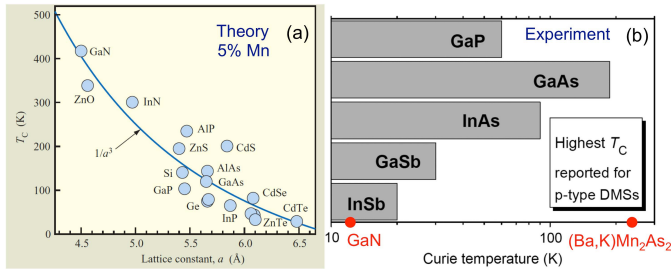 Theory
5% Mn
(a)
500
400
300
200
100
0
T_C (K)
GaN
ZnO
InN
1/a³
AlP
ZnS
CdS
Si
AlAs
GaAs
GaP
Ge
InP
CdSe
CdTe
ZnTe
4.5
5.0
5.5
6.0
6.5
Lattice constant, a (Å)
Experiment
(b)
GaP
GaAs
InAs
GaSb
InSb
Highest T_C
reported for
p-type DMSs
10
100
GaN
(Ba,K)Mn₂As₂
Curie temperature (K)